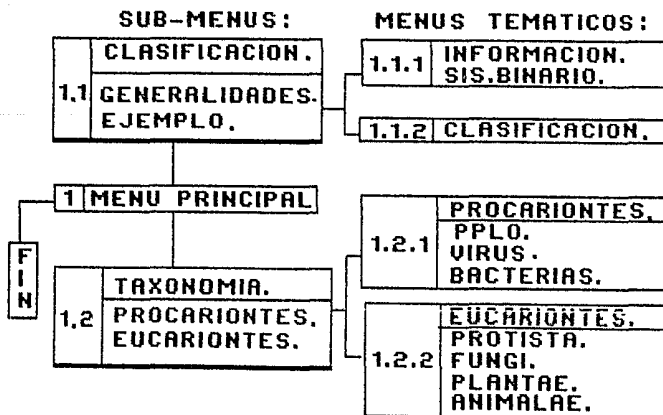 SUB-MENUS:
MENUS TEMATICOS:
1.1
CLASIFICACION.
GENERALIDADES.
EJEMPLO.
1.1.1
INFORMACION.
SIS.BINARIO.
1.1.2 CLASIFICACION.
1 MENU PRINCIPAL
FIN
1.2
TAXONOMIA.
PROCARIONTES.
EUCARIONTES.
1.2.1
PROCARIONTES.
PPLO.
VIRUS.
BACTERIAS.
1.2.2
EUCARIONTES.
PROTISTA.
FUNGI.
PLANTAE.
ANIMALAE.